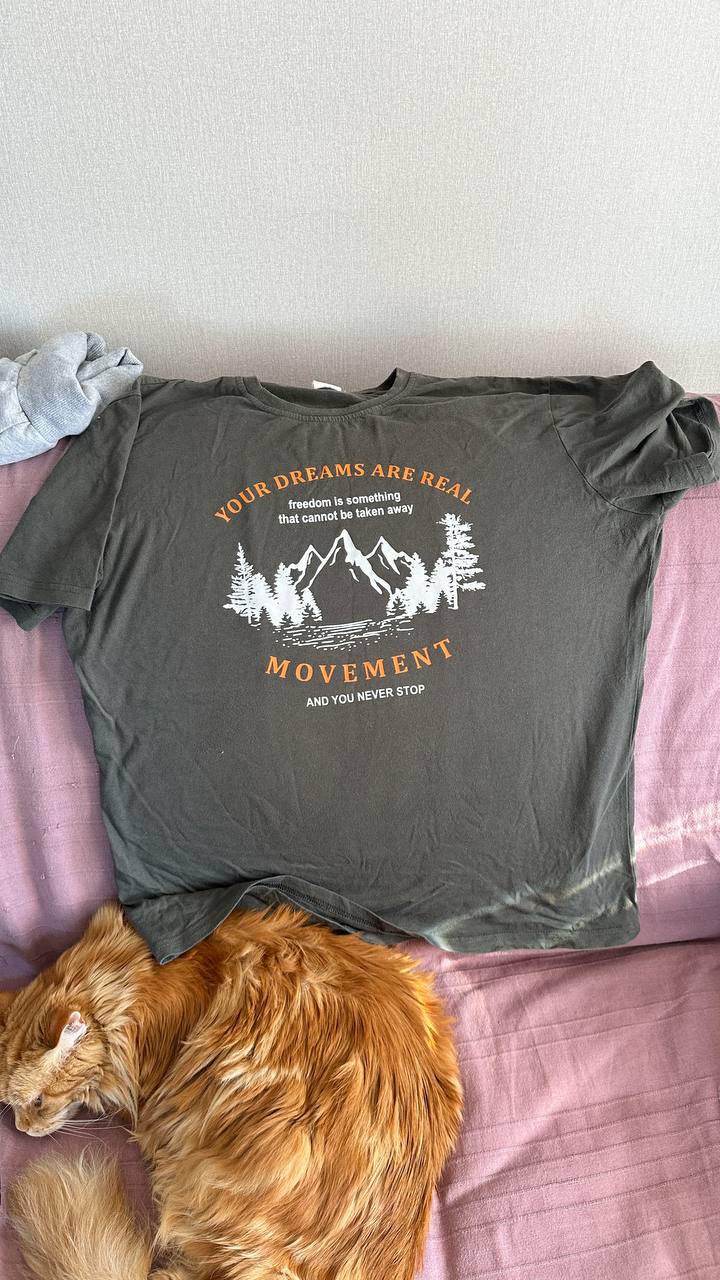 YOUR DREAMS ARE REAL
freedom is something
that cannot be taken away
MOVEMENT
AND YOU NEVER STOP